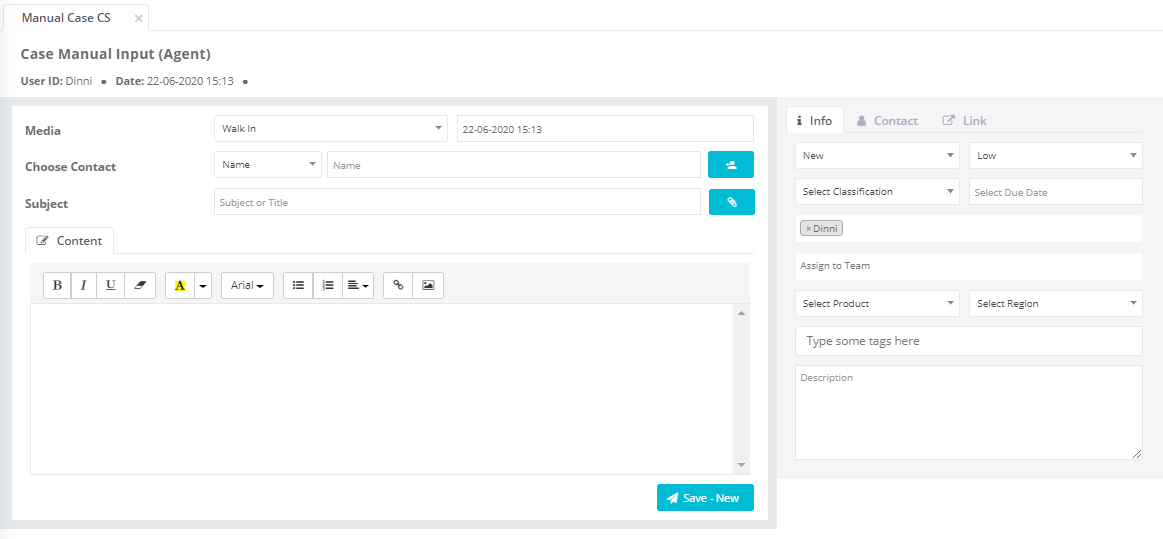 Manual Case CS ×
Case Manual Input (Agent)
User ID: Dinni • Date: 22-06-2020 15:13 •
Media Walk In 22-06-2020 15:13
Choose Contact Name Name
Subject Subject or Title
Content
B I U A Arial
Save - New
Info Contact Link
New Low
Select Classification Select Due Date
× Dinni
Assign to Team
Select Product Select Region
Type some tags here
Description